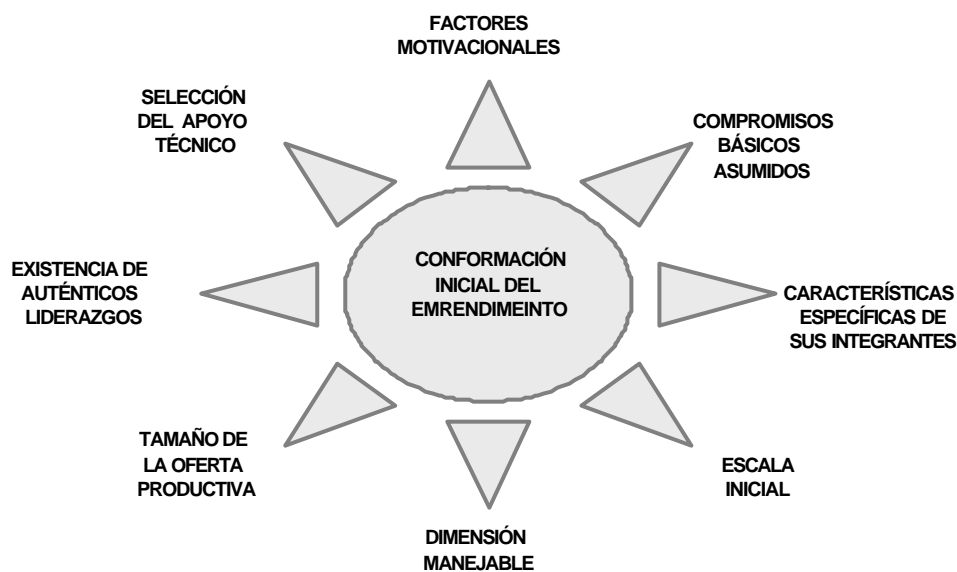 FACTORES
MOTIVACIONALES
SELECCIÓN
DEL APOYO
TÉCNICO
COMPROMISOS
BÁSICOS
ASUMIDOS
EXISTENCIA DE
AUTÉNTICOS
LIDERAZGOS
CONFORMACIÓN
INICIAL DEL
EMRENDIMEINTO
CARACTERÍSTICAS
ESPECÍFICAS DE
SUS INTEGRANTES
TAMAÑO DE
LA OFERTA
PRODUCTIVA
ESCALA
INICIAL
DIMENSIÓN
MANEJABLE